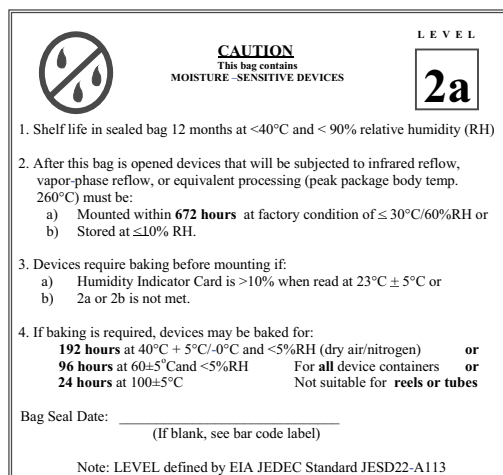 L E V E L
CAUTION
This bag contains
MOISTURE –SENSITIVE DEVICES
2a
1. Shelf life in sealed bag 12 months at <40°C and < 90% relative humidity (RH)
2. After this bag is opened devices that will be subjected to infrared reflow,
vapor-phase reflow, or equivalent processing (peak package body temp.
260°C) must be:
a) Mounted within 672 hours at factory condition of ≤ 30°C/60%RH or
b) Stored at ≤10% RH.
3. Devices require baking before mounting if:
a) Humidity Indicator Card is >10% when read at 23°C ± 5°C or
b) 2a or 2b is not met.
4. If baking is required, devices may be baked for:
192 hours at 40°C + 5°C/-0°C and <5%RH (dry air/nitrogen) or
96 hours at 60±5°Cand <5%RH For all device containers or
24 hours at 100±5°C Not suitable for reels or tubes
Bag Seal Date: ______________________________
(If blank, see bar code label)
Note: LEVEL defined by EIA JEDEC Standard JESD22-A113